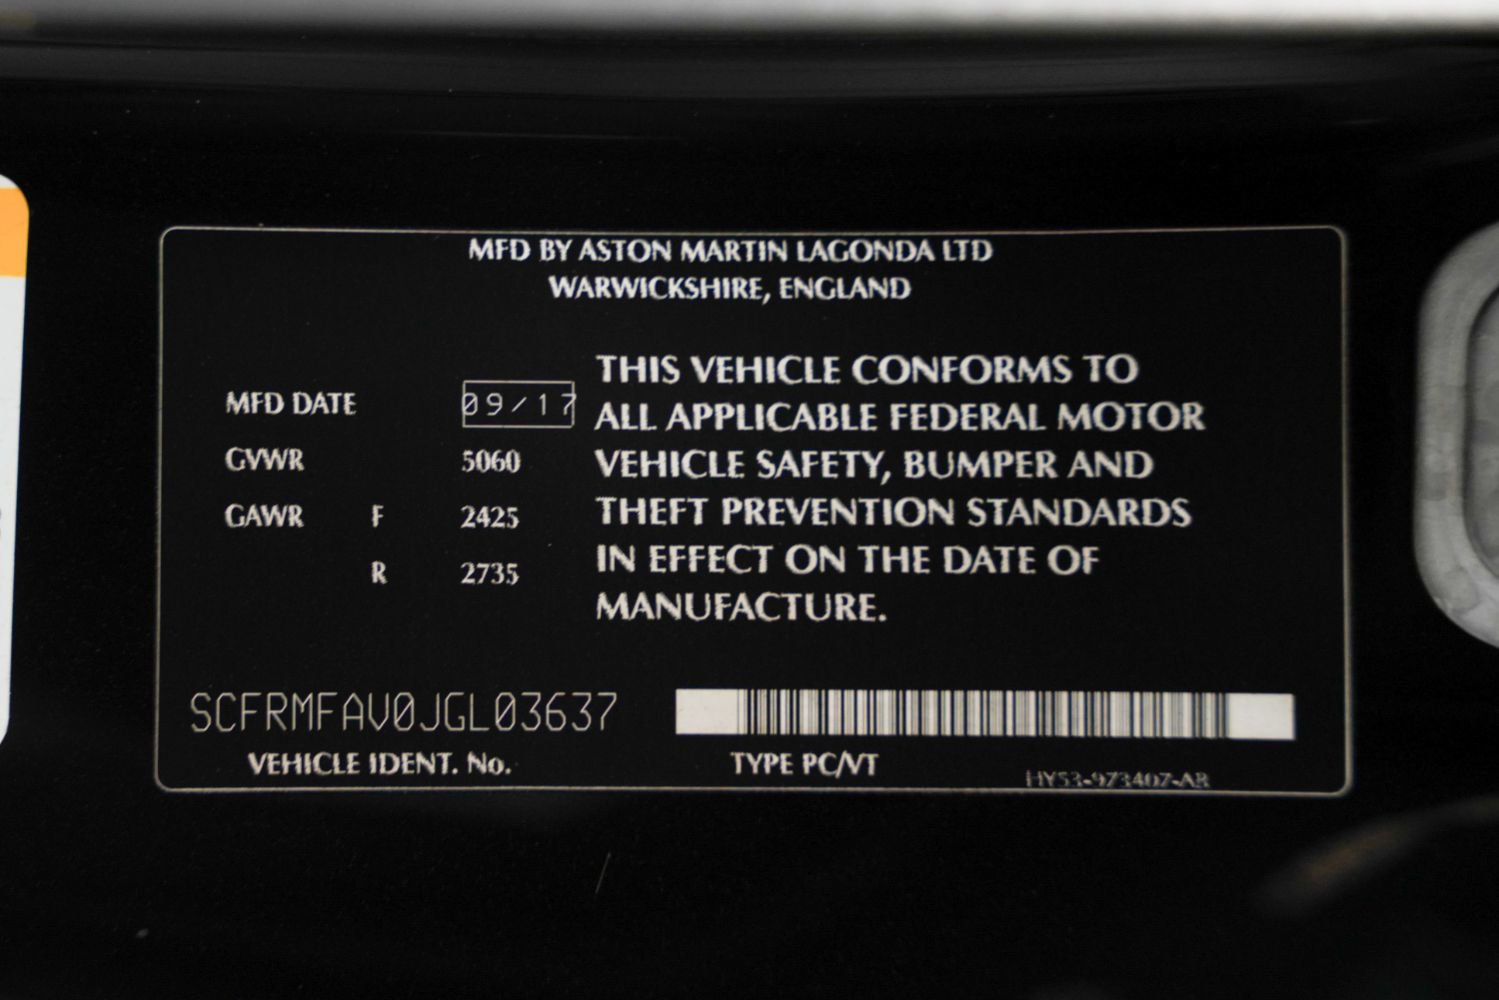 MFD BY ASTON MARTIN LAGONDA LTD
WARWICKSHIRE, ENGLAND
MFD DATE 09/17
GVWR 5060
GAWR F 2425
R 2735
THIS VEHICLE CONFORMS TO
ALL APPLICABLE FEDERAL MOTOR
VEHICLE SAFETY, BUMPER AND
THEFT PREVENTION STANDARDS
IN EFFECT ON THE DATE OF
MANUFACTURE.
SCFRMFAV0JGL03637
VEHICLE IDENT. No.
TYPE PC/VT
HY53-973407-AB